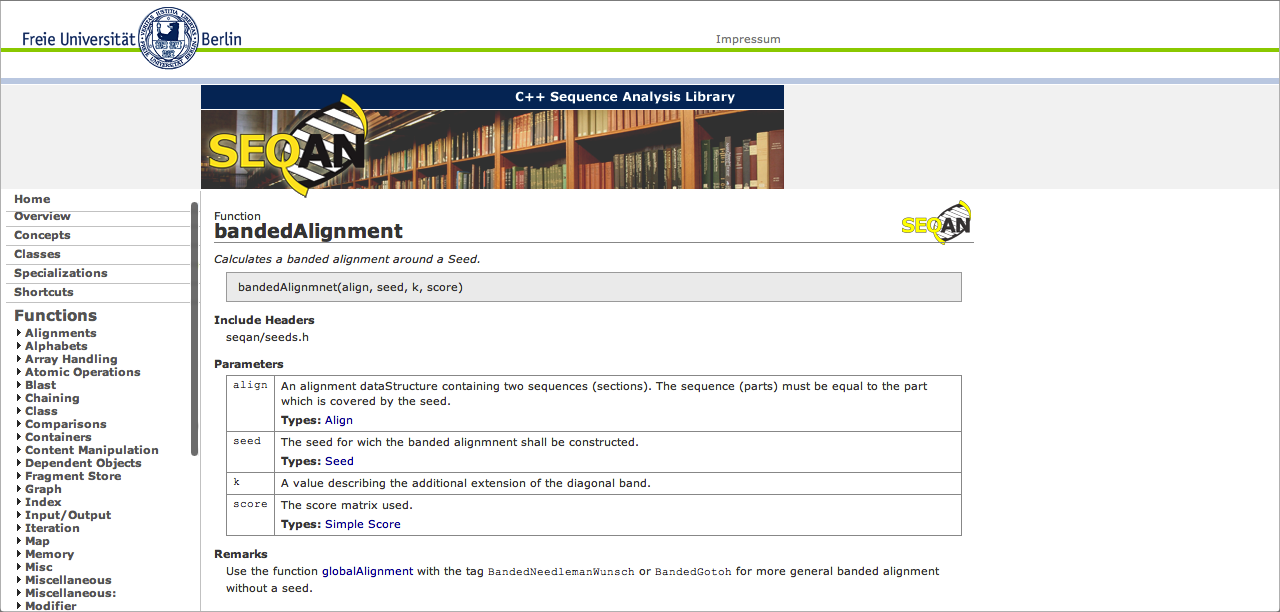 Freie Universität Berlin
Impressum
C++ Sequence Analysis Library
SEQAN
Home
Overview
Concepts
Classes
Specializations
Shortcuts
Functions
Alignments
Alphabets
Array Handling
Atomic Operations
Blast
Chaining
Class
Comparisons
Containers
Content Manipulation
Dependent Objects
Fragment Store
Graph
Index
Input/Output
Iteration
Map
Memory
Misc
Miscellaneous
Miscellaneous:
Modifier
Function
bandedAlignment
SEQAN
Calculates a banded alignment around a Seed.
bandedAlignmnet(align, seed, k, score)
Include Headers
seqan/seeds.h
Parameters
align An alignment dataStructure containing two sequences (sections). The sequence (parts) must be equal to the part
which is covered by the seed.
Types: Align
seed The seed for wich the banded alignmnent shall be constructed.
Types: Seed
k A value describing the additional extension of the diagonal band.
score The score matrix used.
Types: Simple Score
Remarks
Use the function globalAlignment with the tag BandedNeedlemanWunsch or BandedGotoh for more general banded alignment
without a seed.